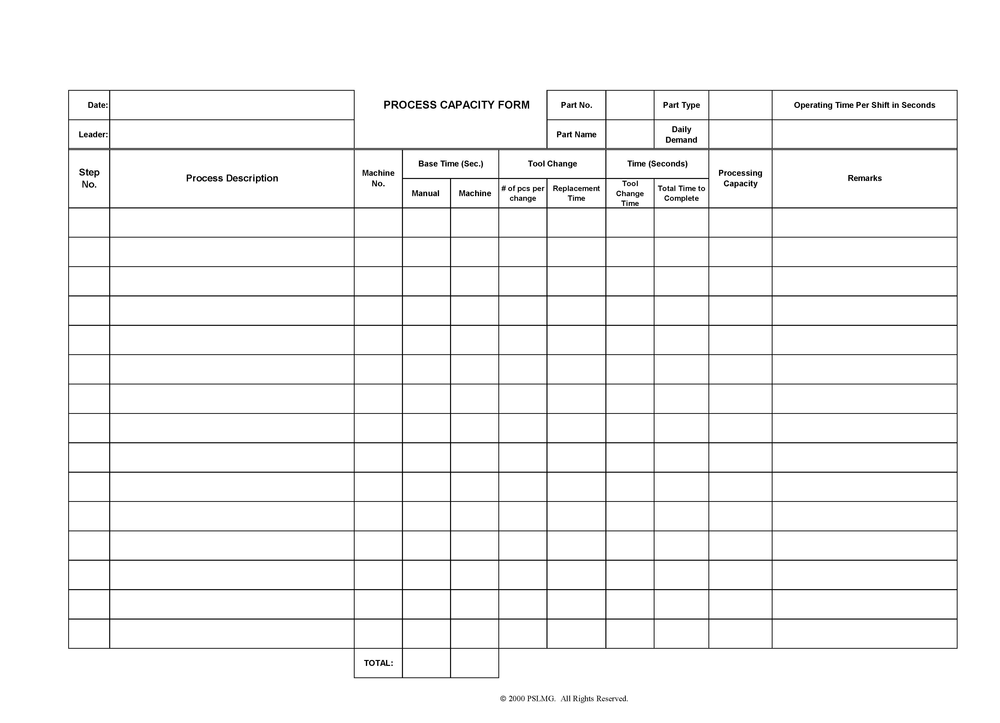 Date:
PROCESS CAPACITY FORM
Part No.
Part Type
Operating Time Per Shift in Seconds
Leader:
Part Name
Daily
Demand
Step
No.
Process Description
Machine
No.
Base Time (Sec.)
Tool Change
Time (Seconds)
Processing
Capacity
Remarks
Manual
Machine
# of pcs per
change
Replacement
Time
Tool
Change
Time
Total Time to
Complete
TOTAL:
© 2000 PSLMG. All Rights Reserved.